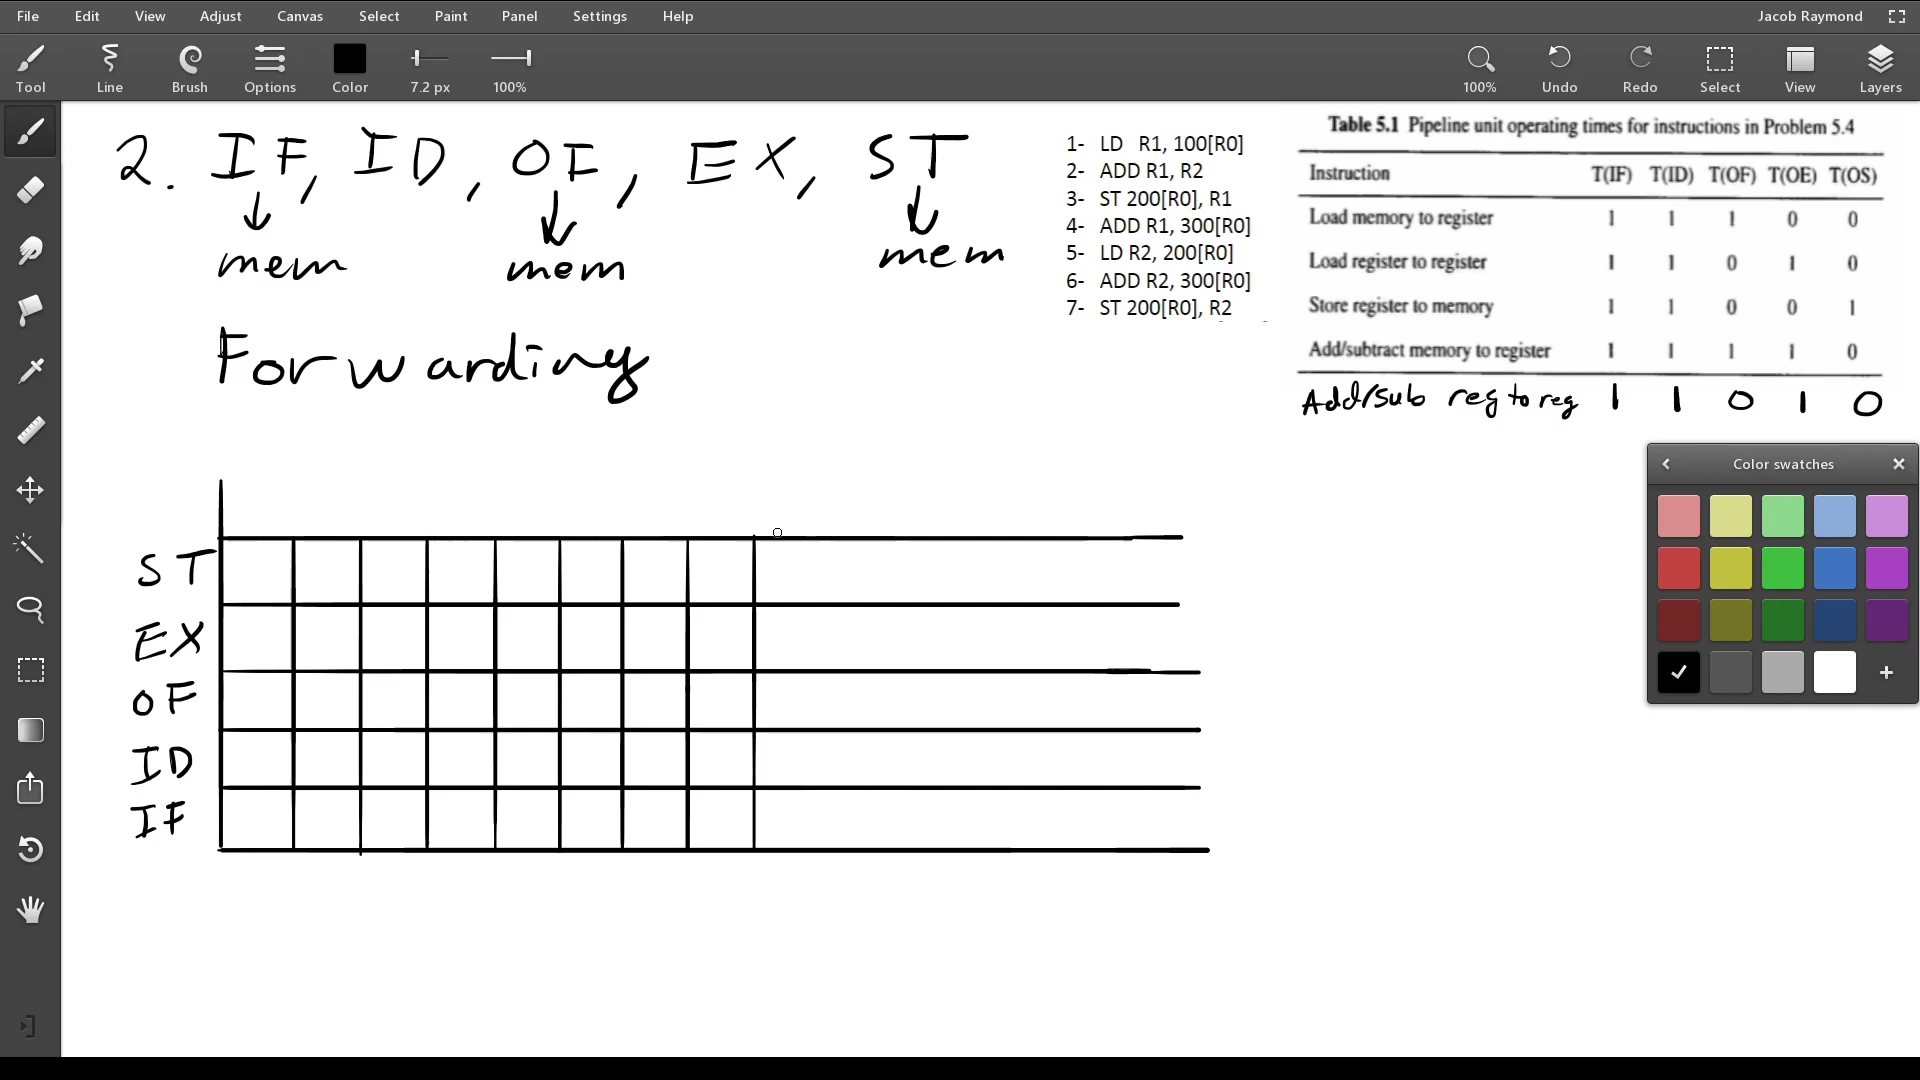 File Edit View Adjust Canvas Select Paint Panel Settings Help Jacob Raymond
Tool Line Brush Options Color 7.2 px 100% 100% Undo Redo Select View Layers
2. IF, ID, OF, EX, ST
mem mem mem
Forwarding
1- LD R1, 100[R0]
2- ADD R1, R2
3- ST 200[R0], R1
4- ADD R1, 300[R0]
5- LD R2, 200[R0]
6- ADD R2, 300[R0]
7- ST 200[R0], R2
Table 5.1 Pipeline unit operating times for instructions in Problem 5.4
Instruction T(IF) T(ID) T(OF) T(OE) T(OS)
Load memory to register 1 1 1 0 0
Load register to register 1 1 0 1 0
Store register to memory 1 1 0 0 1
Add/subtract memory to register 1 1 1 1 0
Add/sub reg to reg 1 1 0 1 0
Color swatches
ST
EX
OF
ID
IF